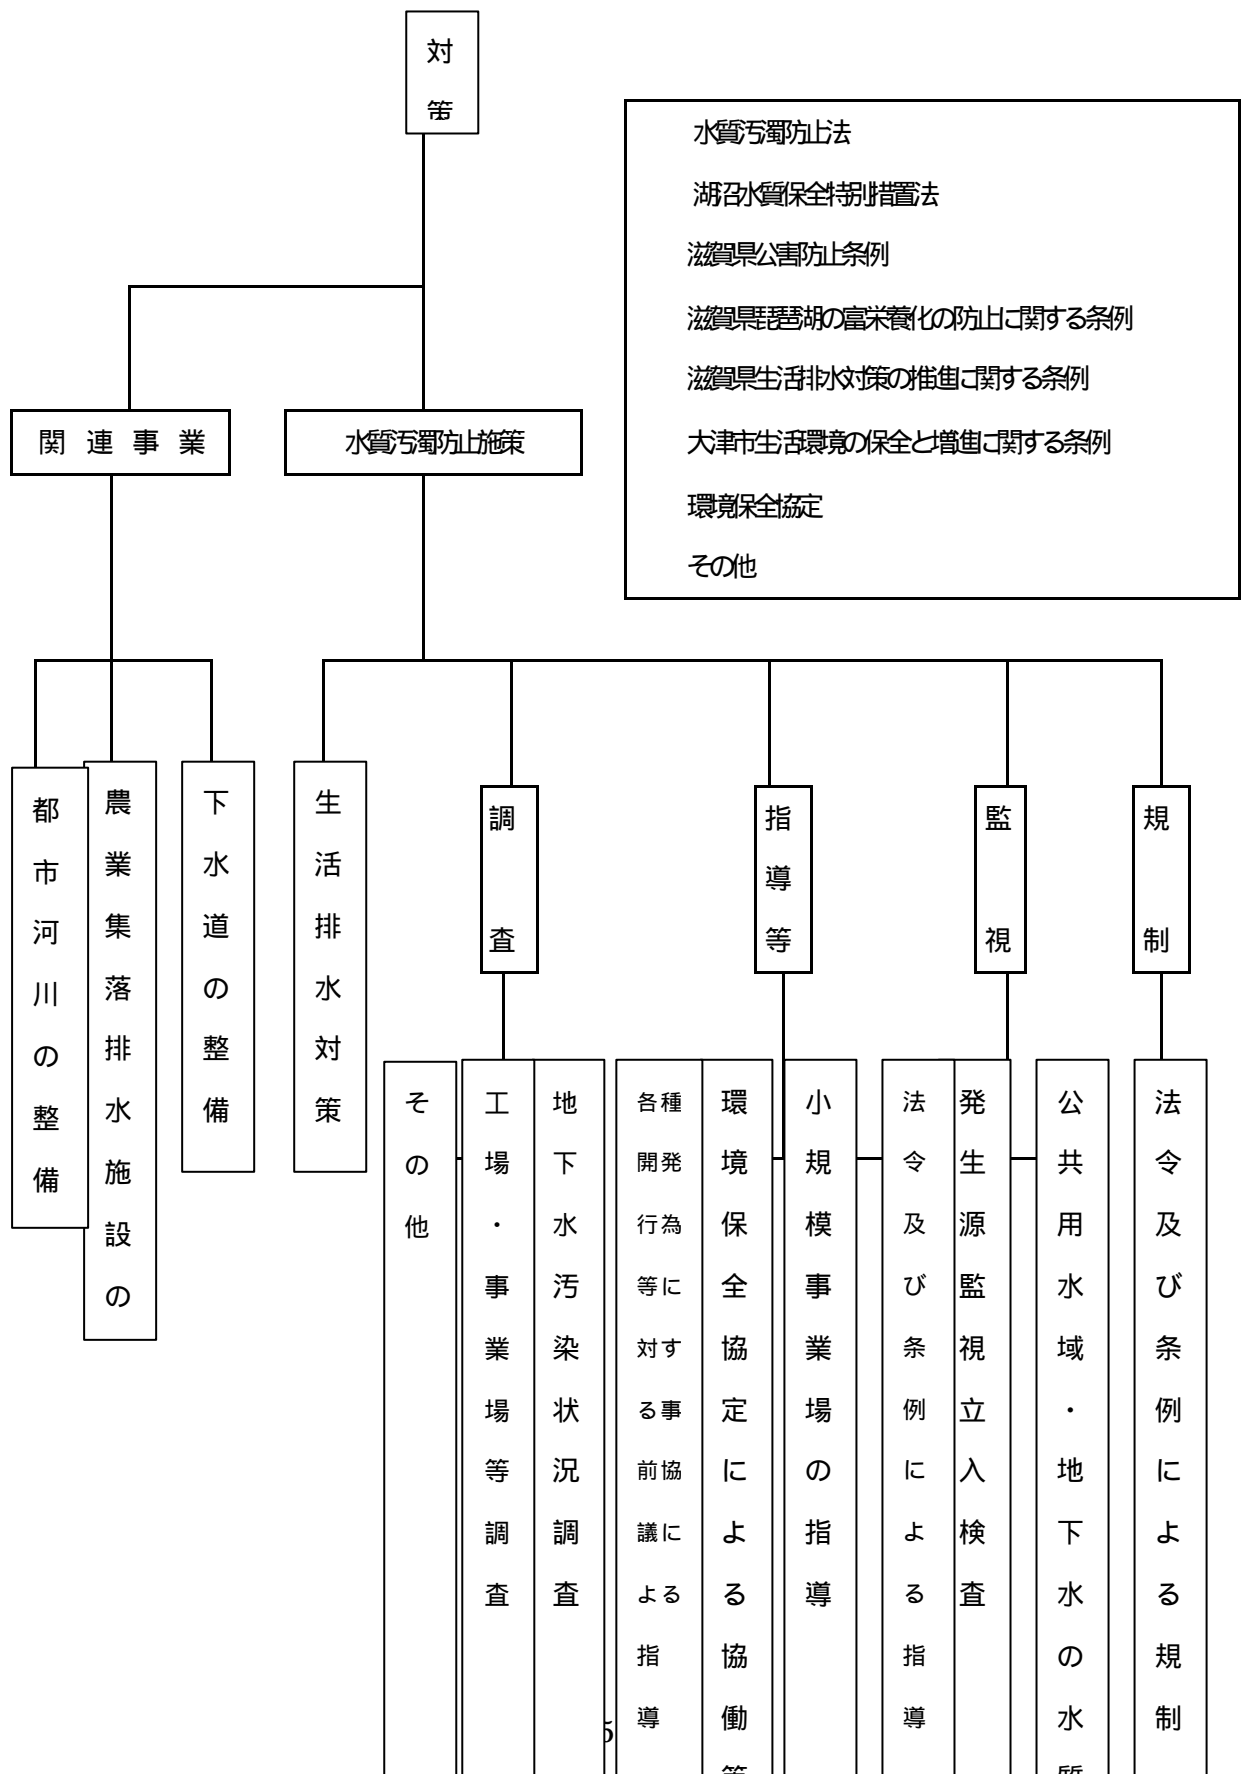 対策
水質汚濁防止法
湖沼水質保全特別措置法
滋賀県公害防止条例
滋賀県琵琶湖の富栄養化の防止に関する条例
滋賀県生活排水対策の推進に関する条例
大津市生活環境の保全と増進に関する条例
環境保全協定
その他
関連事業
水質汚濁防止施策
都市河川の整備
農業集落排水施設の
下水道の整備
生活排水対策
調査
指導等
監視
規制
その他
工場・事業場等調査
地下水汚染状況調査
各種開発行為等に対する事前協議による指導
環境保全協定による協働等
小規模事業場の指導
法令及び条例による指導
発生源監視立入検査
公共用水域・地下水の水質
法令及び条例による規制
5